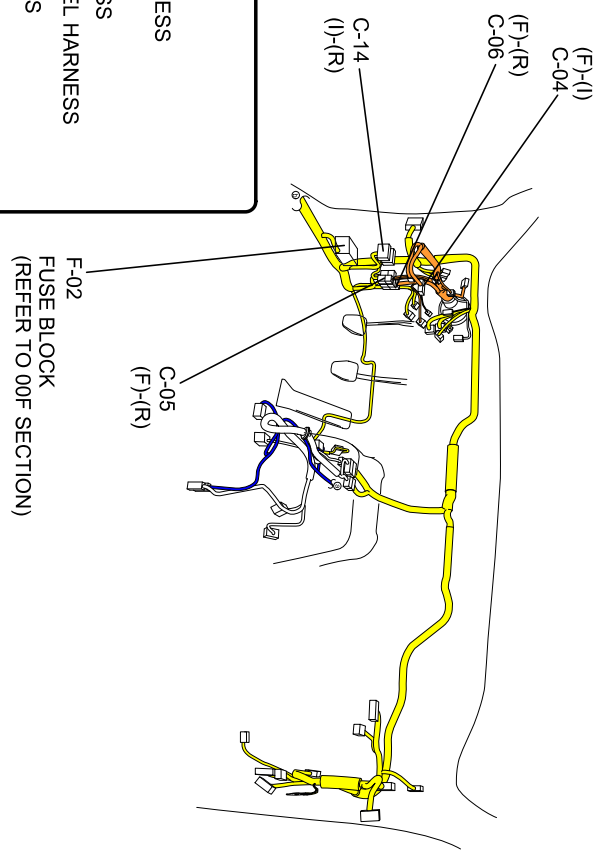 (F)-(I)
C-04
(F)-(R)
C-06
C-14
(I)-(R)
C-05
(F)-(R)
ESS
SS
EL HARNESS
S
F-02
FUSE BLOCK
(REFER TO 00F SECTION)